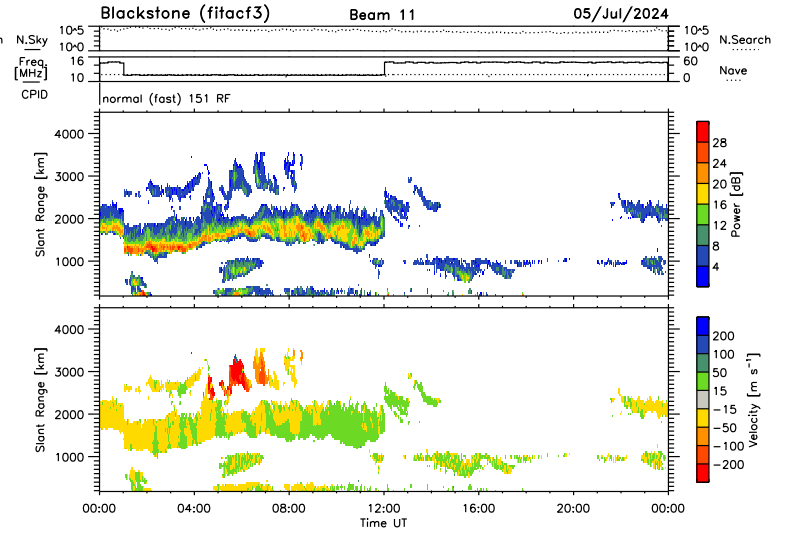 Blackstone (fitacf3) Beam 11 05/Jul/2024
n N.Sky 10^5 10^0 10^5 10^0 N.Search
Freq. [MHz] 16 10 60 0 Nave
CPID normal (fast) 151 RF
Slant Range [km]
4000
3000
2000
1000
Power [dB]
28
24
20
16
12
8
4
Slant Range [km]
4000
3000
2000
1000
Velocity [m s⁻¹]
200
100
50
15
-15
-50
-100
-200
00:00 04:00 08:00 12:00 16:00 20:00 00:00
Time UT